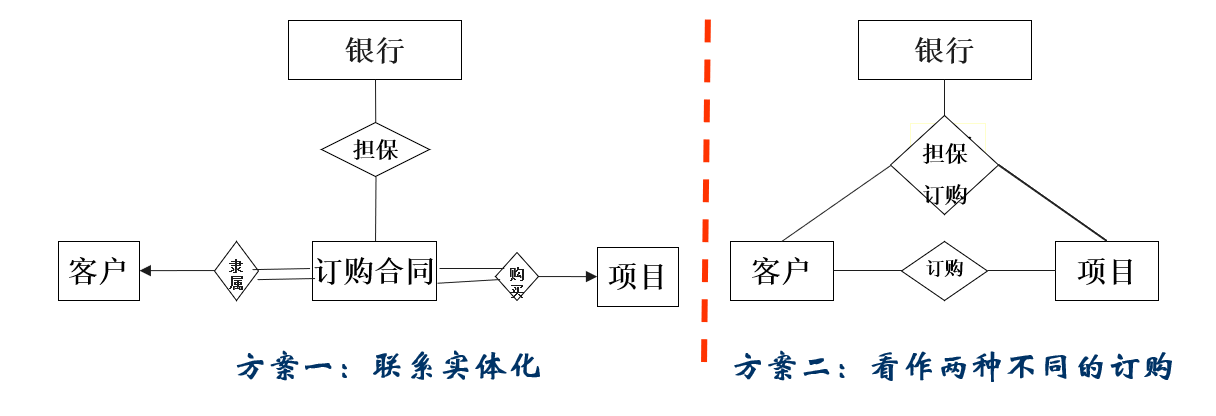 银行
担保
客户
隶属
订购合同
购买
项目
方案一：联系实体化
银行
担保
订购
客户
订购
项目
方案二：看作两种不同的订购